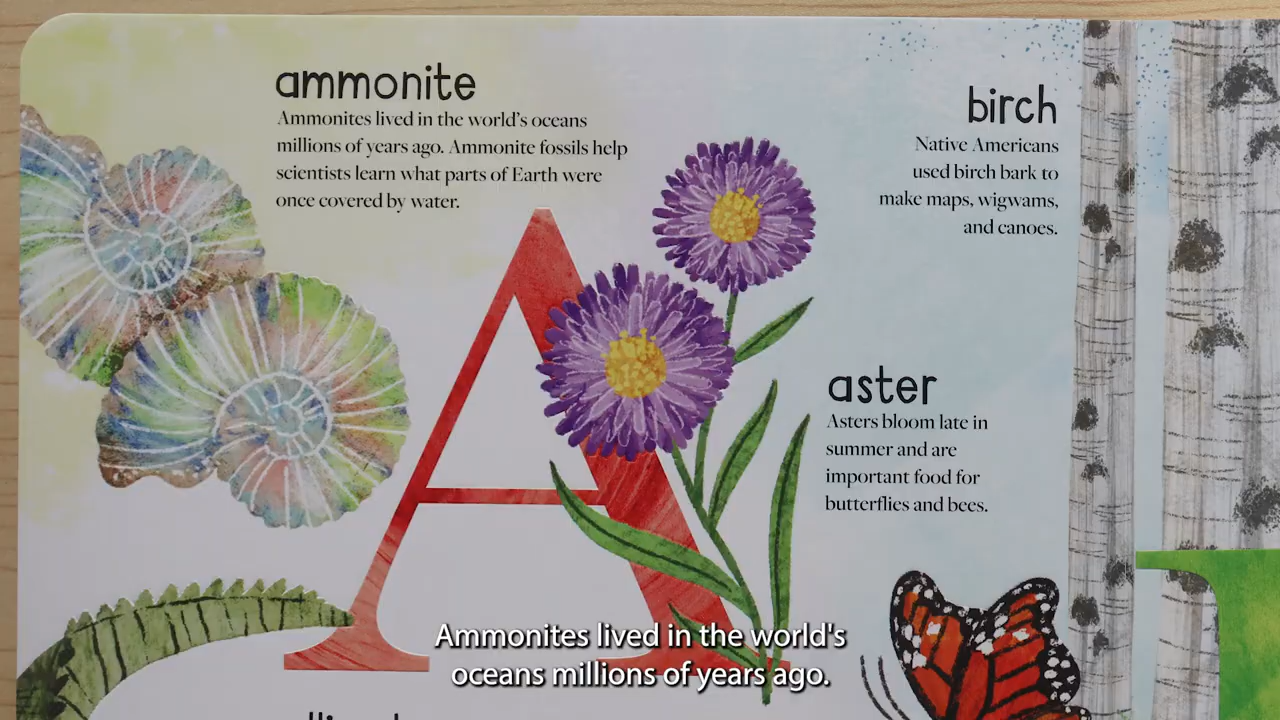 ammonite
Ammonites lived in the world's oceans
millions of years ago. Ammonite fossils help
scientists learn what parts of Earth were
once covered by water.
A
birch
Native Americans
used birch bark to
make maps, wigwams,
and canoes.
aster
Asters bloom late in
summer and are
important food for
butterflies and bees.
Ammonites lived in the world's
oceans millions of years ago.